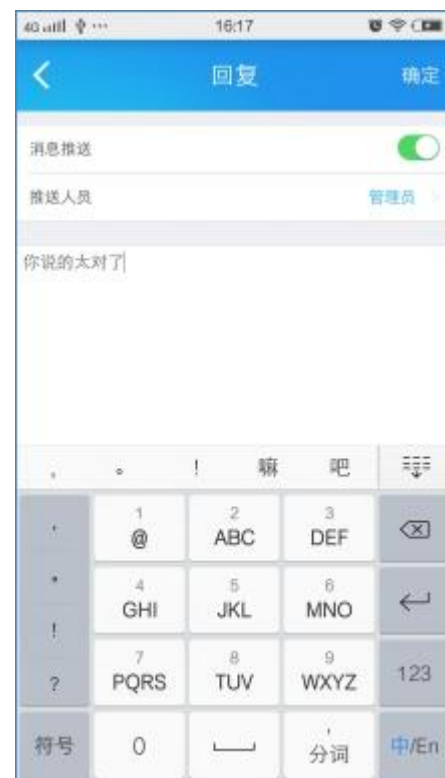 4G 16:17
回复 确定
消息推送
推送人员 管理员
你说的太对了
， 。 ！ 嘛 吧
， 1 @ 2 ABC 3 DEF
。 4 GHI 5 JKL 6 MNO
！
？ 7 PQRS 8 TUV 9 WXYZ 123
符号 0 ' 分词 中/En